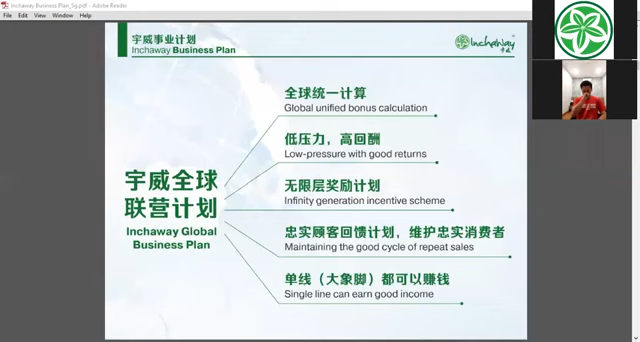 Inchaway Business Plan_Sg.pdf - Adobe Reader
File Edit View Window Help
宇威事业计划
Inchaway Business Plan
Inchaway
宇威
全球统一计算
Global unified bonus calculation
低压力，高回酬
Low-pressure with good returns
无限层奖励计划
Infinity generation incentive scheme
宇威全球
联营计划
Inchaway Global
Business Plan
忠实顾客回馈计划，维护忠实消费者
Maintaining the good cycle of repeat sales
单线（大象脚）都可以赚钱
Single line can earn good income